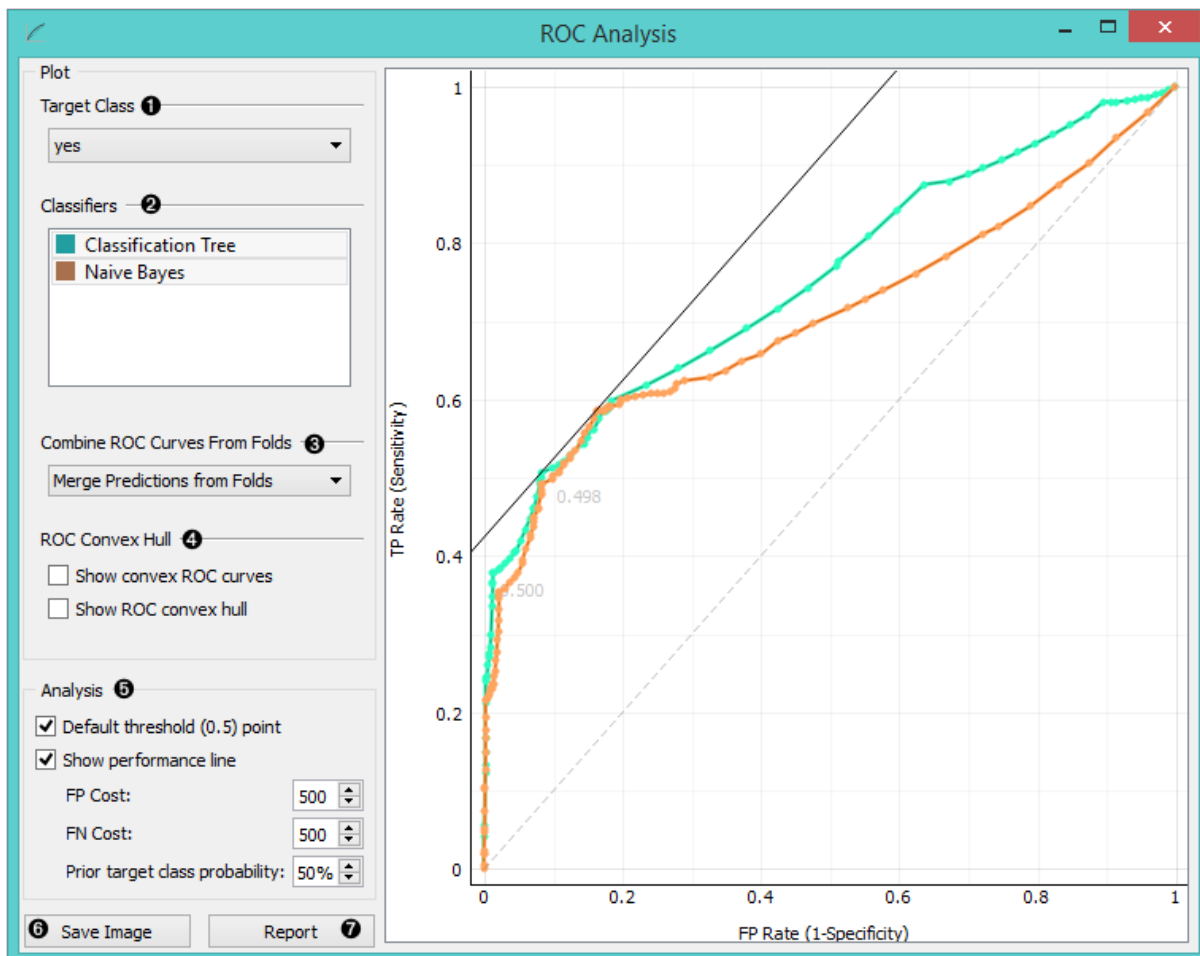 ROC Analysis
Plot
Target Class 1
yes
Classifiers 2
Classification Tree
Naive Bayes
Combine ROC Curves From Folds 3
Merge Predictions from Folds
ROC Convex Hull 4
Show convex ROC curves
Show ROC convex hull
Analysis 5
Default threshold (0.5) point
Show performance line
FP Cost: 500
FN Cost: 500
Prior target class probability: 50%
6 Save Image
Report 7
TP Rate (Sensitivity)
1
0.8
0.6
0.4
0.2
0
0.498
0.500
0 0.2 0.4 0.6 0.8 1
FP Rate (1-Specificity)